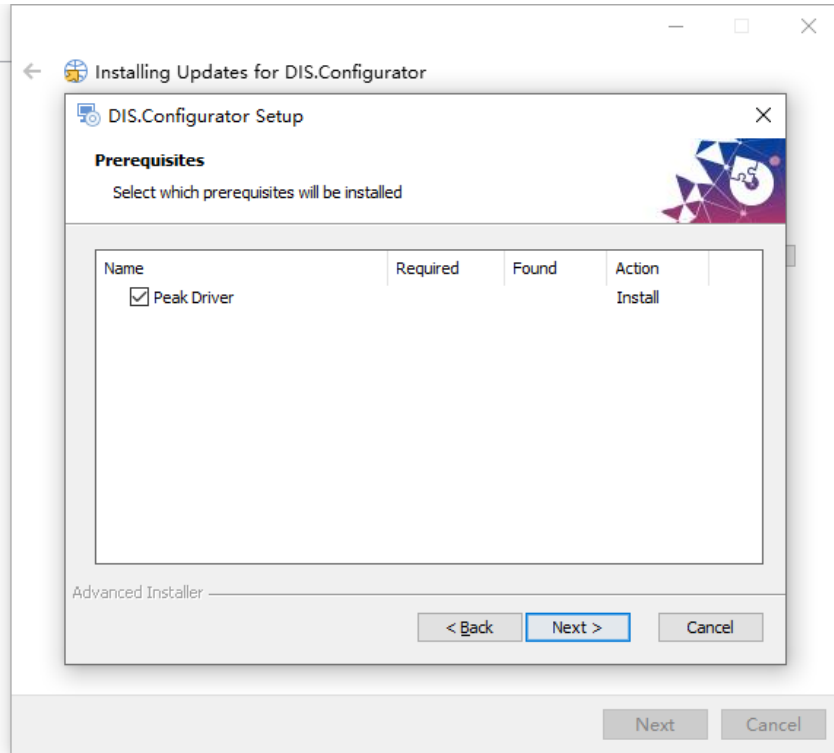 Installing Updates for DIS.Configurator
DIS.Configurator Setup
Prerequisites
Select which prerequisites will be installed
Name Required Found Action
Peak Driver Install
Advanced Installer
< Back Next > Cancel
Next Cancel